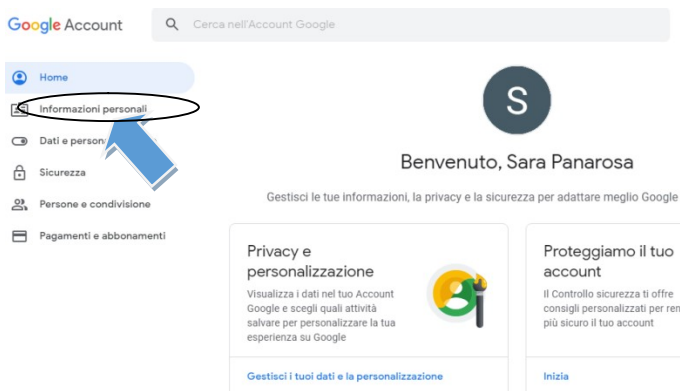 Google Account
Cerca nell'Account Google
Home
Informazioni personali
Dati e person
Sicurezza
Persone e condivisione
Pagamenti e abbonamenti
S
Benvenuto, Sara Panarosa
Gestisci le tue informazioni, la privacy e la sicurezza per adattare meglio Google
Privacy e
personalizzazione
Visualizza i dati nel tuo Account
Google e scegli quali attività
salvare per personalizzare la tua
esperienza su Google
Gestisci i tuoi dati e la personalizzazione
Proteggiamo il tuo
account
Il Controllo sicurezza ti offre
consigli personalizzati per ren
più sicuro il tuo account
Inizia